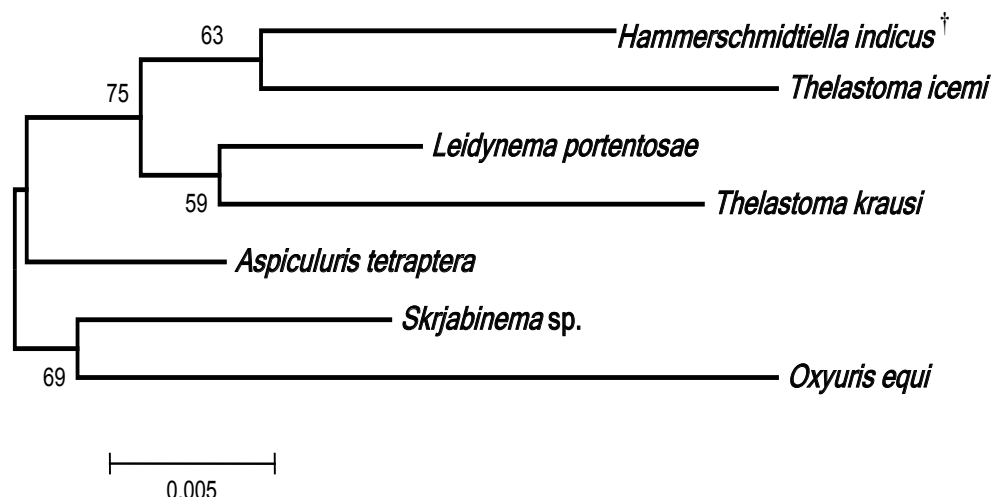 63
Hammerschmidtiella indicus †
75
Thelastoma icemi
Leidynema portentosae
59
Thelastoma krausi
Aspiculuris tetraptera
Skrjabinema sp.
69
Oxyuris equi
0.005